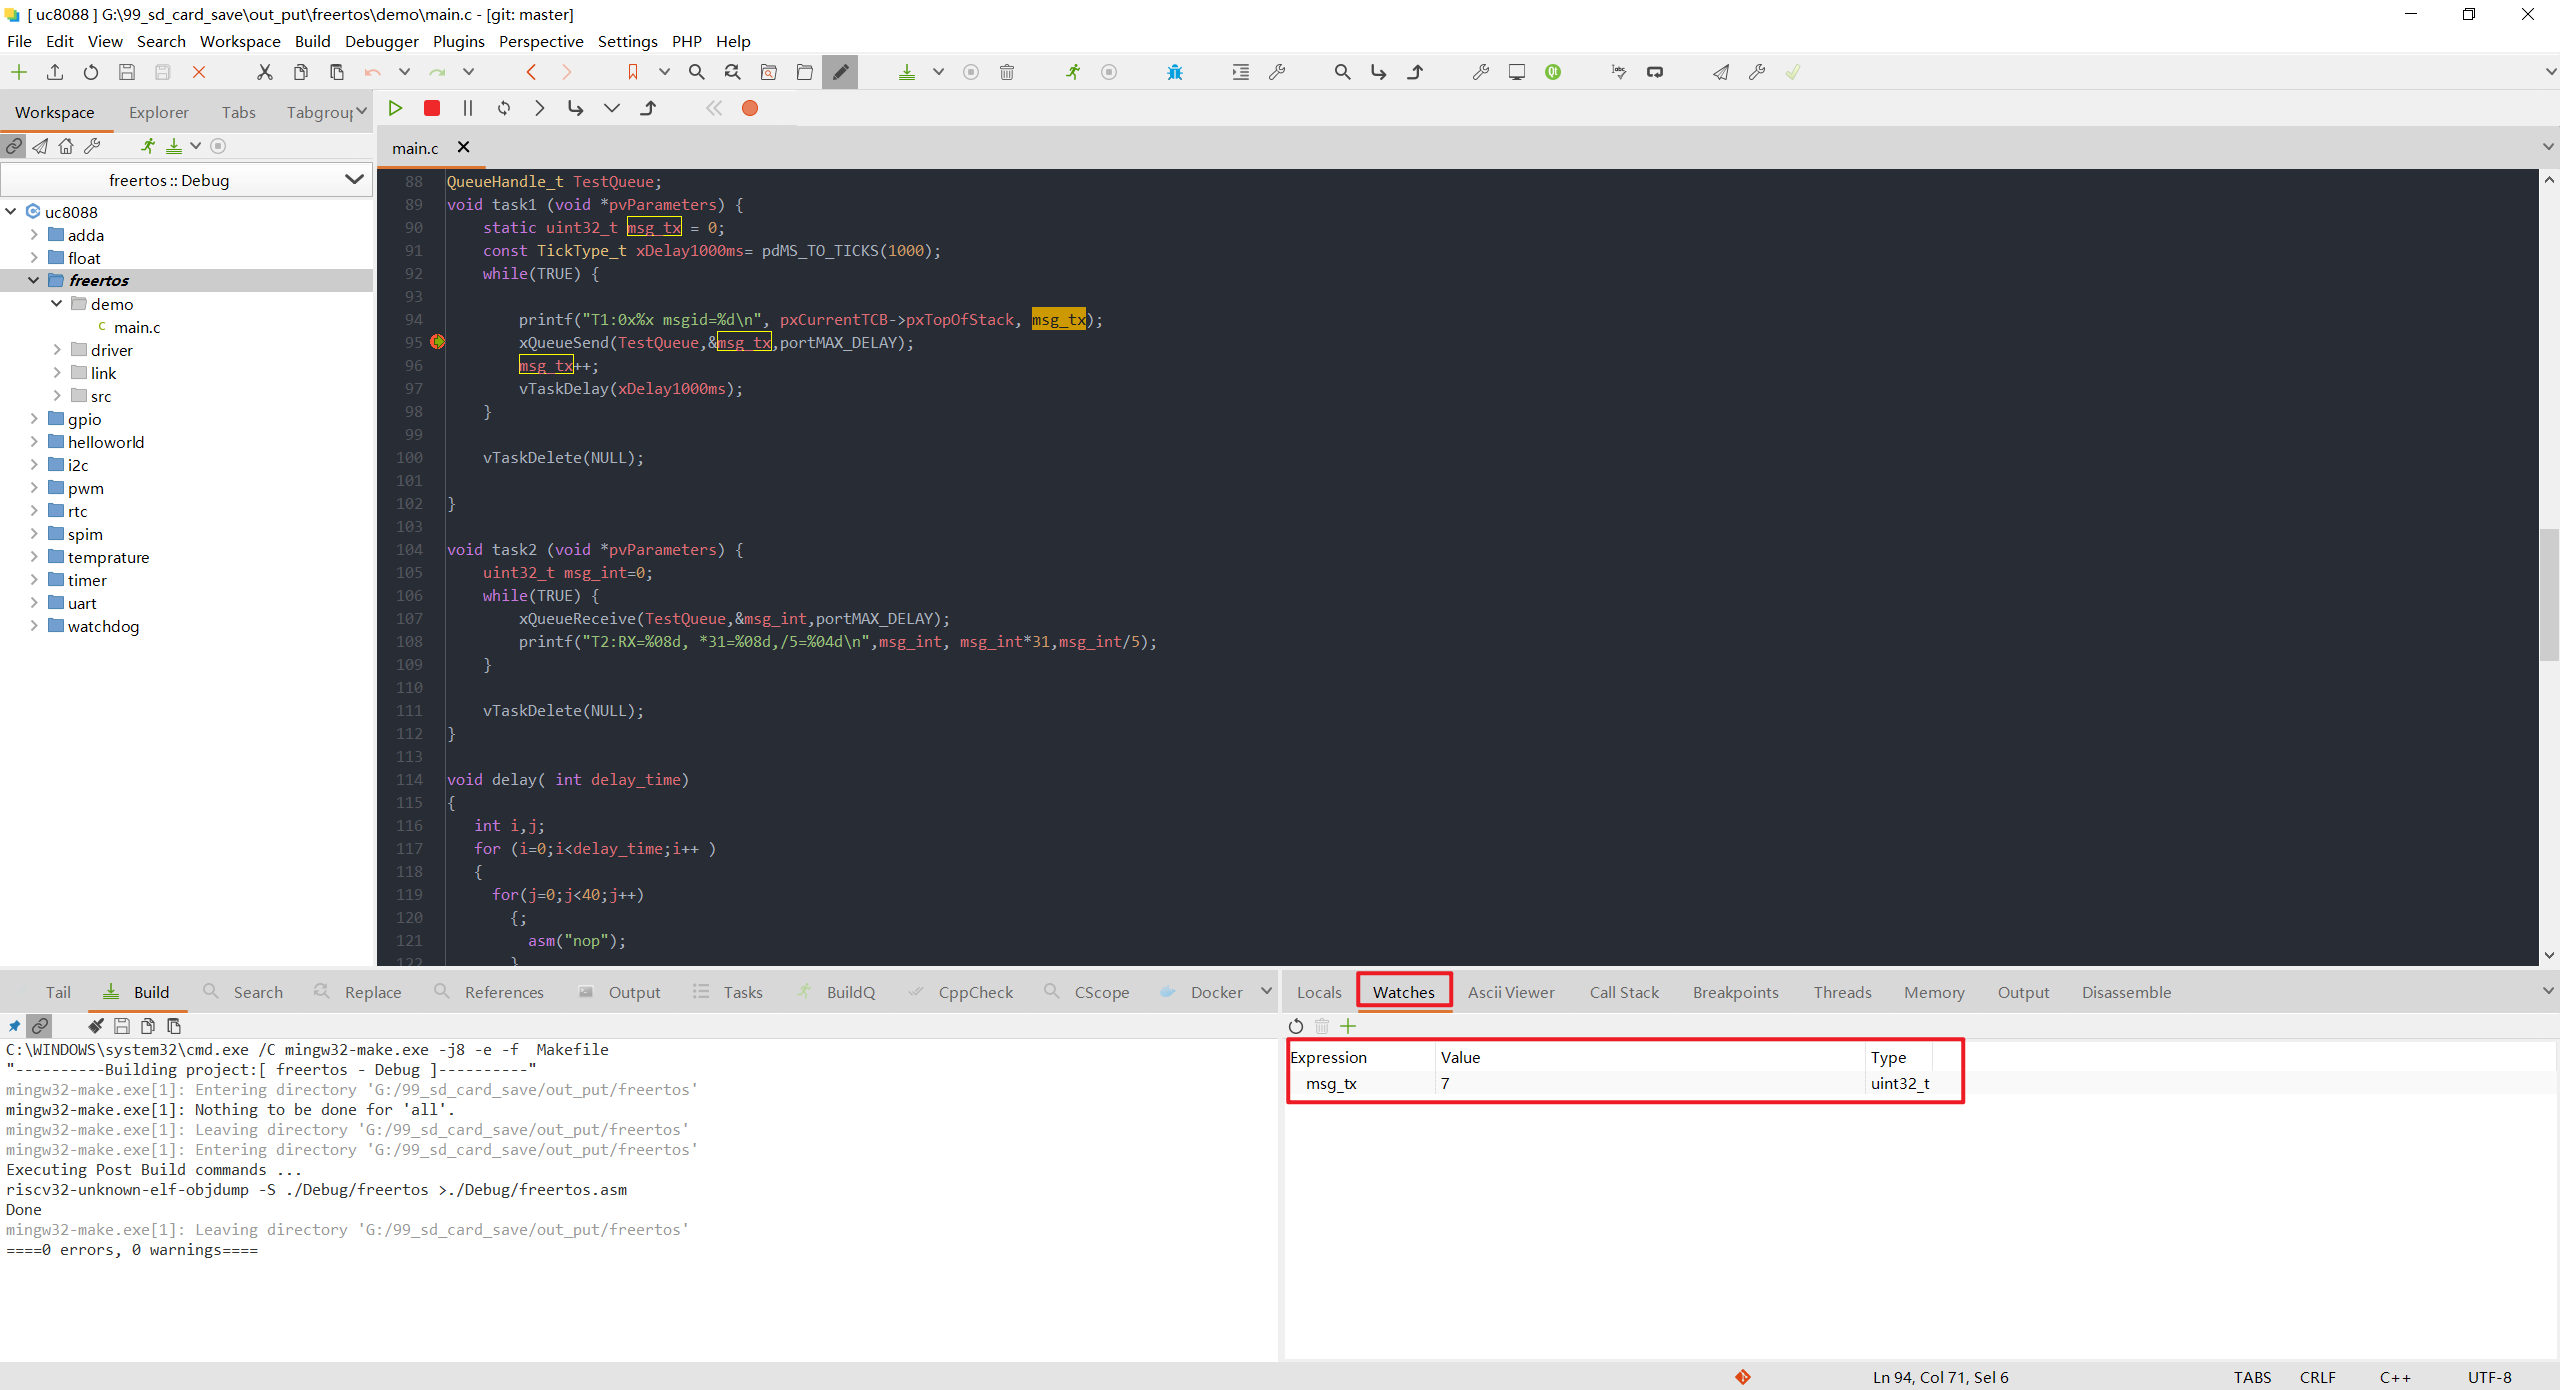 [ uc8088 ] G:\99_sd_card_save\out_put\freertos\demo\main.c - [git: master]
File Edit View Search Workspace Build Debugger Plugins Perspective Settings PHP Help
Workspace Explorer Tabs Tabgroup
freertos :: Debug
uc8088
adda
float
freertos
demo
main.c
driver
link
src
gpio
helloworld
i2c
pwm
rtc
spim
temprature
timer
uart
watchdog
main.c
88 QueueHandle_t TestQueue;
89 void task1 (void *pvParameters) {
90 static uint32_t msg_tx = 0;
91 const TickType_t xDelay1000ms= pdMS_TO_TICKS(1000);
92 while(TRUE) {
93
94 printf("T1:0x%x msgid=%d\n", pxCurrentTCB->pxTopOfStack, msg_tx);
95 xQueueSend(TestQueue,&msg_tx,portMAX_DELAY);
96 msg_tx++;
97 vTaskDelay(xDelay1000ms);
98 }
99
100 vTaskDelete(NULL);
101
102 }
103
104 void task2 (void *pvParameters) {
105 uint32_t msg_int=0;
106 while(TRUE) {
107 xQueueReceive(TestQueue,&msg_int,portMAX_DELAY);
108 printf("T2:RX=%08d, *31=%08d,/5=%04d\n",msg_int, msg_int*31,msg_int/5);
109 }
110
111 vTaskDelete(NULL);
112 }
113
114 void delay( int delay_time)
115 {
116 int i,j;
117 for (i=0;i<delay_time;i++ )
118 {
119 for(j=0;j<40;j++)
120 {;
121 asm("nop");
122 }
Tail Build Search Replace References Output Tasks BuildQ CppCheck CScope Docker
C:\WINDOWS\system32\cmd.exe /C mingw32-make.exe -j8 -e -f  Makefile
"----------Building project:[ freertos - Debug ]----------"
mingw32-make.exe[1]: Entering directory 'G:/99_sd_card_save/out_put/freertos'
mingw32-make.exe[1]: Nothing to be done for 'all'.
mingw32-make.exe[1]: Leaving directory 'G:/99_sd_card_save/out_put/freertos'
mingw32-make.exe[1]: Entering directory 'G:/99_sd_card_save/out_put/freertos'
Executing Post Build commands ...
riscv32-unknown-elf-objdump -S ./Debug/freertos >./Debug/freertos.asm
Done
mingw32-make.exe[1]: Leaving directory 'G:/99_sd_card_save/out_put/freertos'
====0 errors, 0 warnings====
Locals Watches Ascii Viewer Call Stack Breakpoints Threads Memory Output Disassemble
Expression Value Type
msg_tx 7 uint32_t
Ln 94, Col 71, Sel 6 TABS CRLF C++ UTF-8